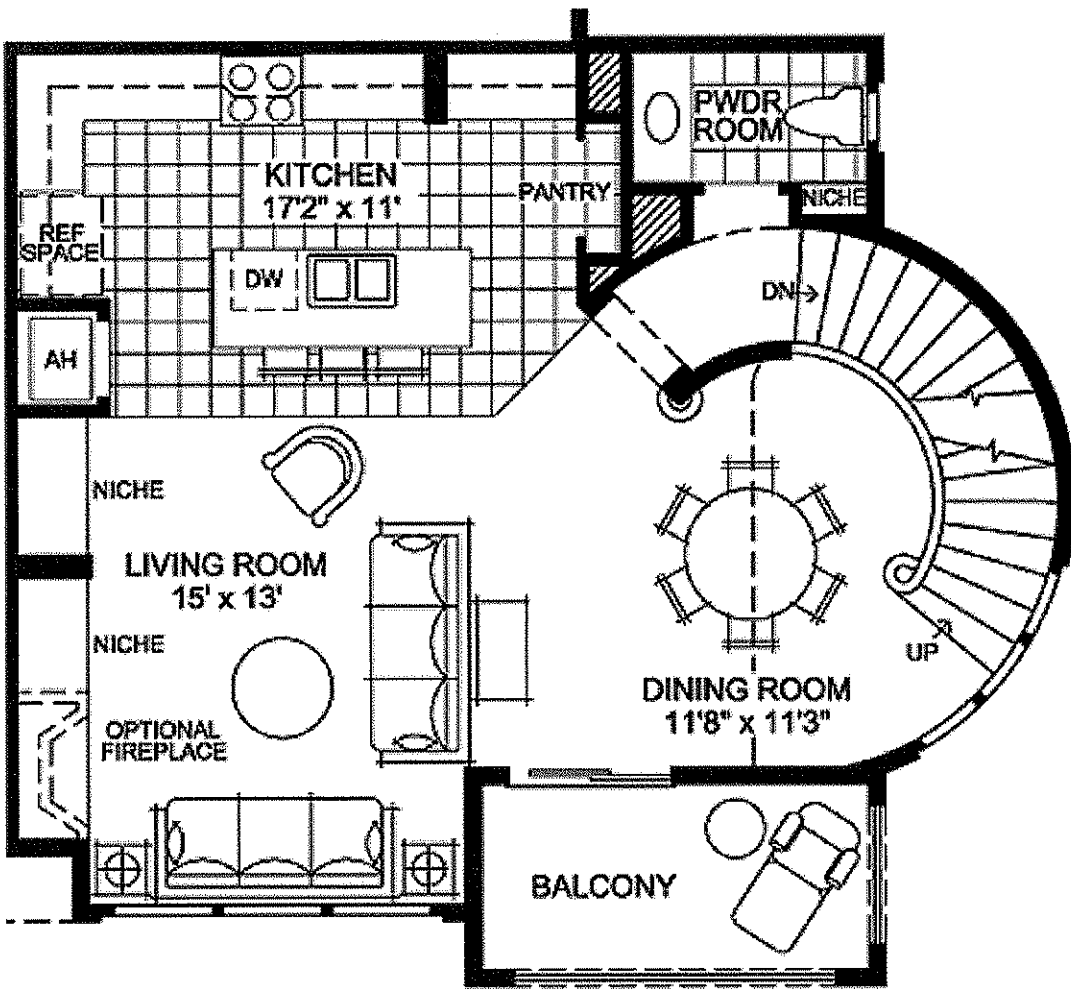 PWDR
ROOM
KITCHEN
17'2" x 11'
PANTRY
NICHE
REF
SPACE
DW
DN
AH
NICHE
LIVING ROOM
15' x 13'
NICHE
UP
DINING ROOM
11'8" x 11'3"
OPTIONAL
FIREPLACE
BALCONY